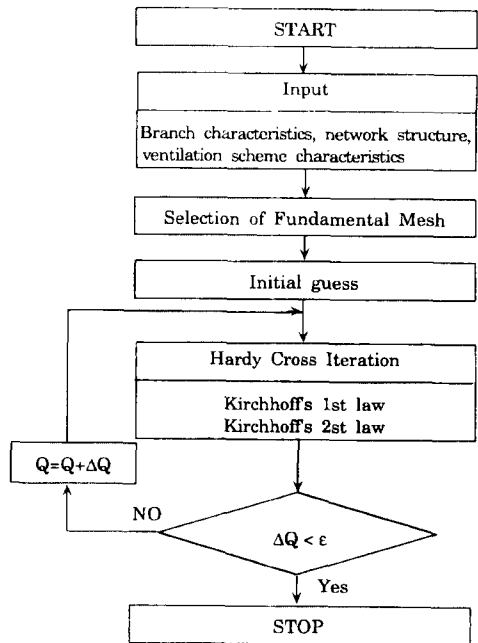 START
Input
Branch characteristics, network structure,
ventilation scheme characteristics
Selection of Fundamental Mesh
Initial guess
Hardy Cross Iteration
Kirchhoff's 1st law
Kirchhoff's 2st law
Q=Q+ΔQ
NO
ΔQ < ε
Yes
STOP